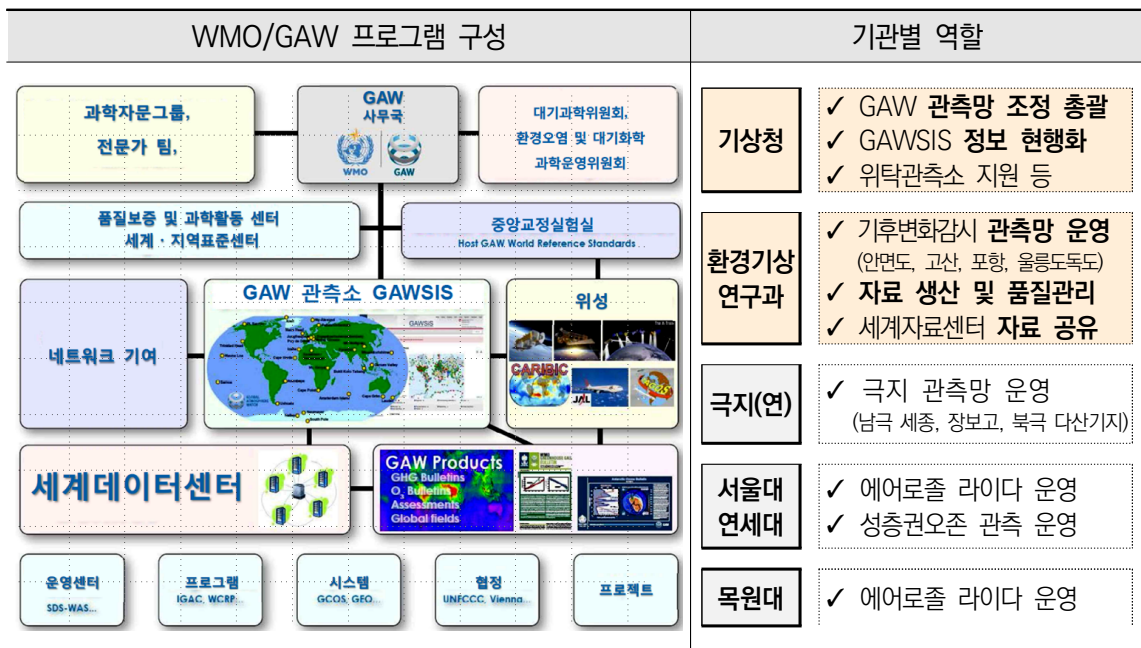 WMO/GAW 프로그램 구성
과학자문그룹,
전문가 팀,
GAW
사무국
WMO
GAW
대기과학위원회,
환경오염 및 대기화학
과학운영위원회
품질보증 및 과학활동 센터
세계·지역표준센터
중앙교정실험실
Host GAW World Reference Standards
네트워크 기여
GAW 관측소 GAWSIS
GAWSIS
위성
CARIBIC
JAL
세계데이터센터
GAW Products
GHG Bulletins
O3 Bulletins
Assessments
Global fields
운영센터
SDS-WAS...
프로그램
IGAC, WCRP...
시스템
GCOS, GEO...
협정
UNFCCC, Vienna...
프로젝트
기관별 역할
기상청
✓ GAW 관측망 조정 총괄
✓ GAWSIS 정보 현행화
✓ 위탁관측소 지원 등
환경기상
연구과
✓ 기후변화감시 관측망 운영
(안면도, 고산, 포항, 울릉도독도)
✓ 자료 생산 및 품질관리
✓ 세계자료센터 자료 공유
극지(연)
✓ 극지 관측망 운영
(남극 세종, 장보고, 북극 다산기지)
서울대
연세대
✓ 에어로졸 라이다 운영
✓ 성층권오존 관측 운영
목원대
✓ 에어로졸 라이다 운영